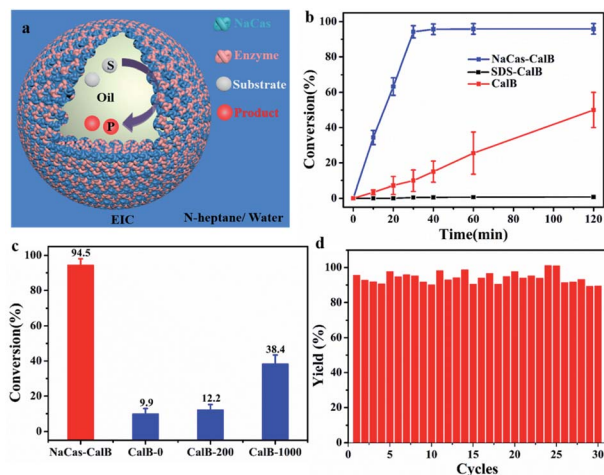 a
NaCas
Enzyme
Substrate
Product
S
Oil
P
EIC
N-heptane/ Water
b
Conversion(%)
100
80
60
40
20
0
NaCas-CalB
SDS-CalB
CalB
0 20 40 60 80 100 120
Time(min)
c
Conversion(%)
100
80
60
40
20
0
94.5
9.9
12.2
38.4
NaCas-CalB CalB-0 CalB-200 CalB-1000
d
Yield (%)
100
80
60
40
20
0
0 5 10 15 20 25 30
Cycles